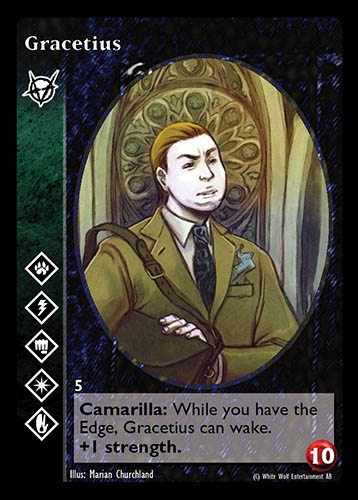 Gracetius
5
Camarilla: While you have the
Edge, Gracetius can wake.
+1 strength.
10
Illus: Marian Churchland
(C) White Wolf Entertainment AB